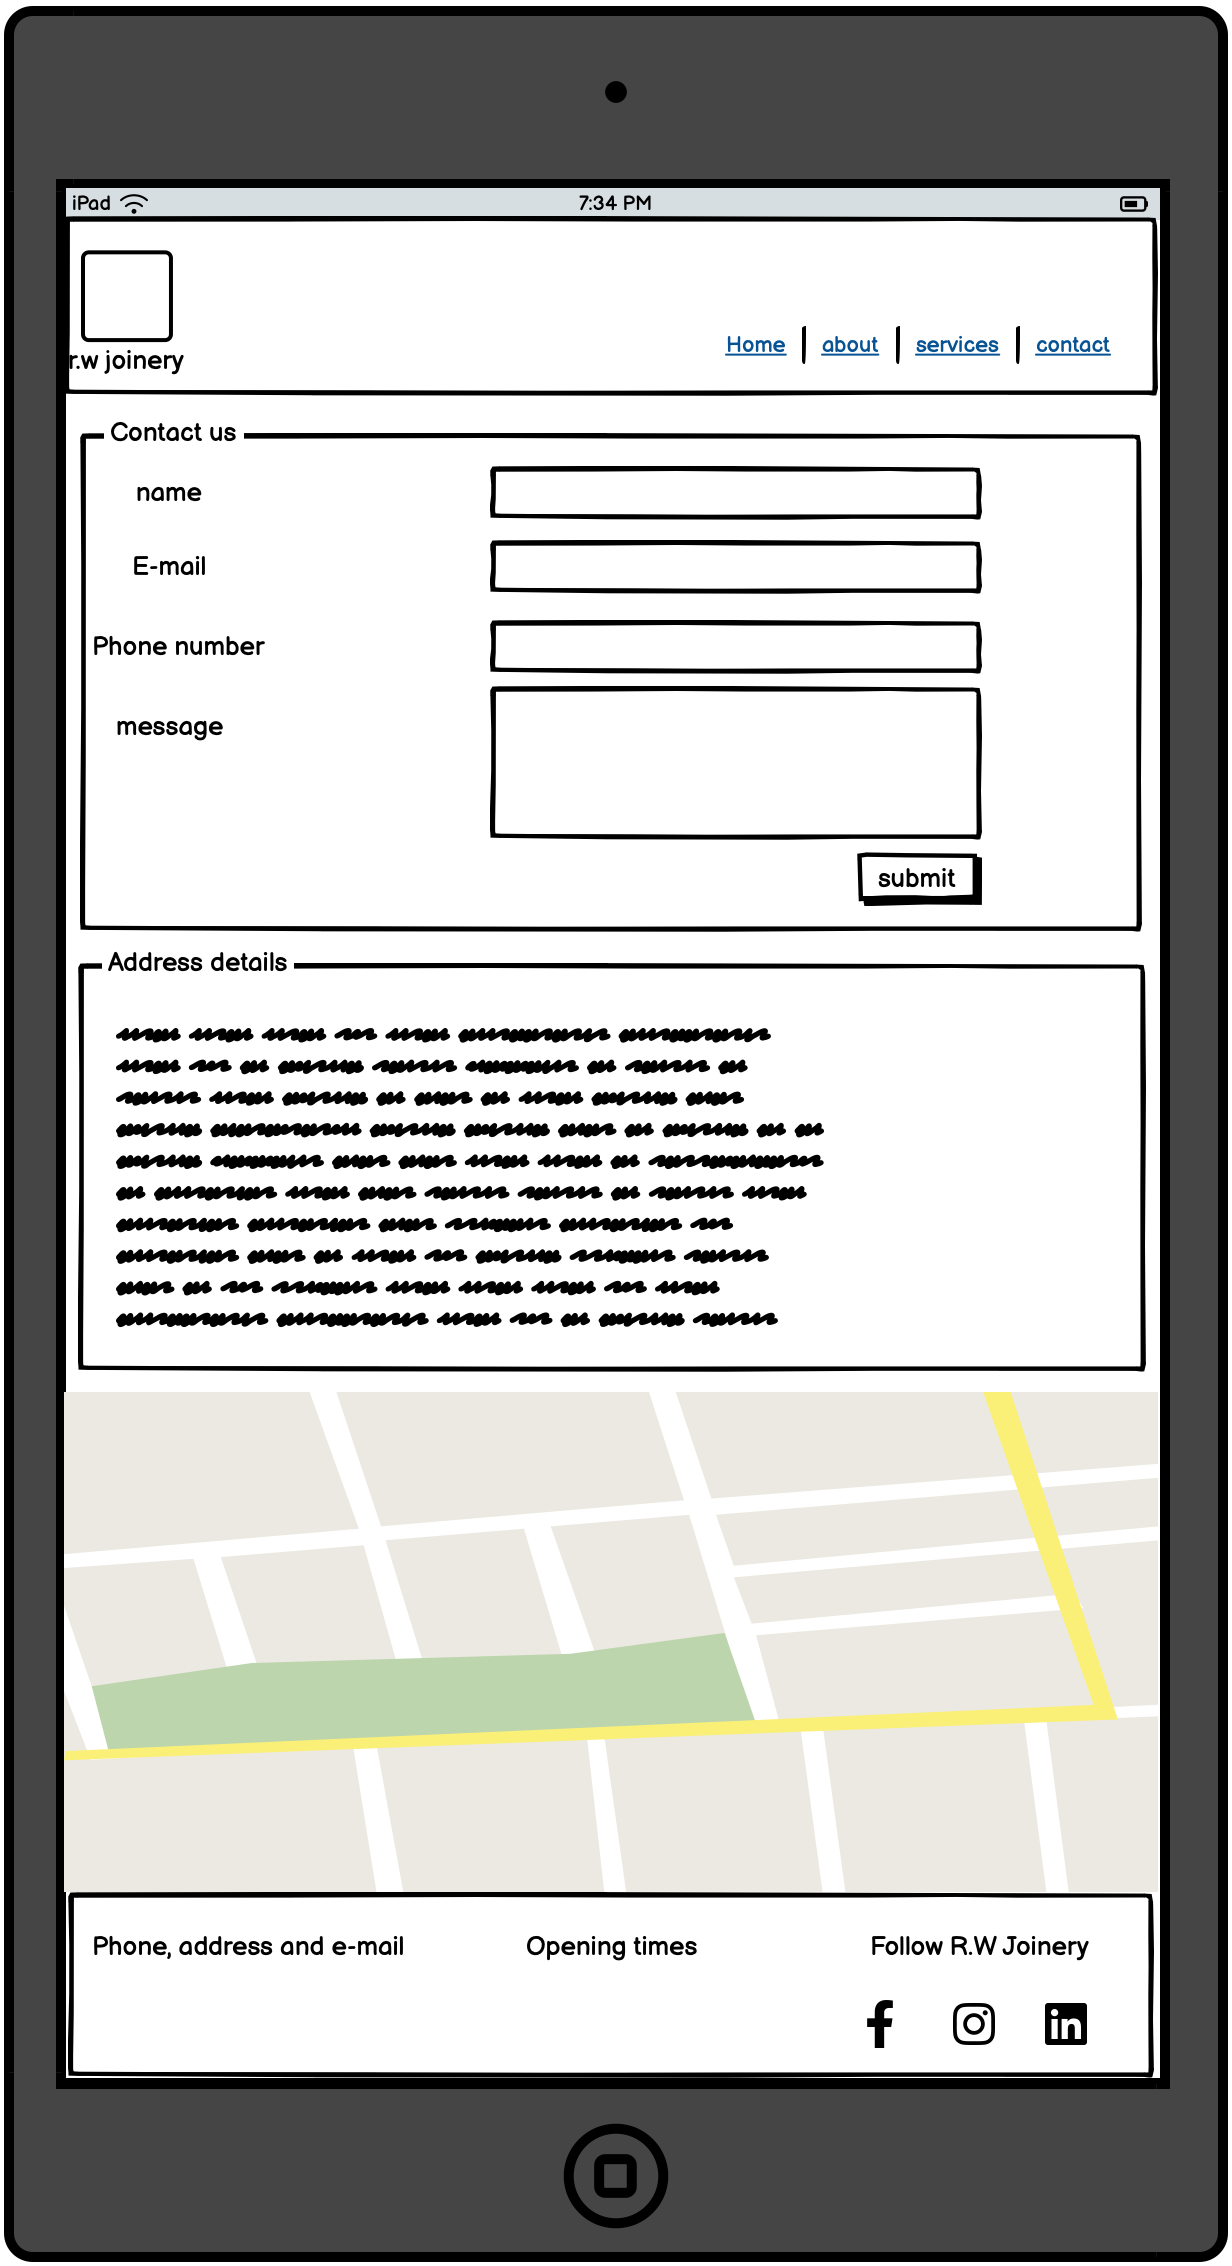 iPad 7:34 PM
r.w joinery
Home about services contact
Contact us
name
E-mail
Phone number
message
submit
Address details
Phone, address and e-mail Opening times Follow R.W Joinery